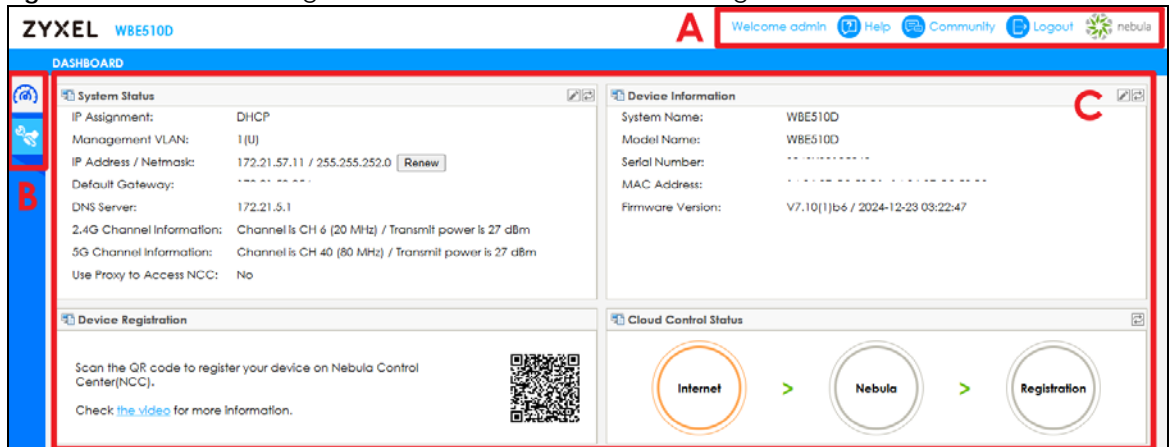 ZYXEL WBE510D
A
Welcome admin Help Community Logout nebula
DASHBOARD
B
System Status
IP Assignment: DHCP
Management VLAN: 1(U)
IP Address / Netmask: 172.21.57.11 / 255.255.252.0 Renew
Default Gateway:
DNS Server: 172.21.5.1
2.4G Channel Information: Channel is CH 6 (20 MHz) / Transmit power is 27 dBm
5G Channel Information: Channel is CH 40 (80 MHz) / Transmit power is 27 dBm
Use Proxy to Access NCC: No
Device Information
C
System Name: WBE510D
Model Name: WBE510D
Serial Number:
MAC Address:
Firmware Version: V7.10(1)b6 / 2024-12-23 03:22:47
Device Registration
Scan the QR code to register your device on Nebula Control
Center(NCC).
Check the video for more information.
Cloud Control Status
Internet > Nebula > Registration